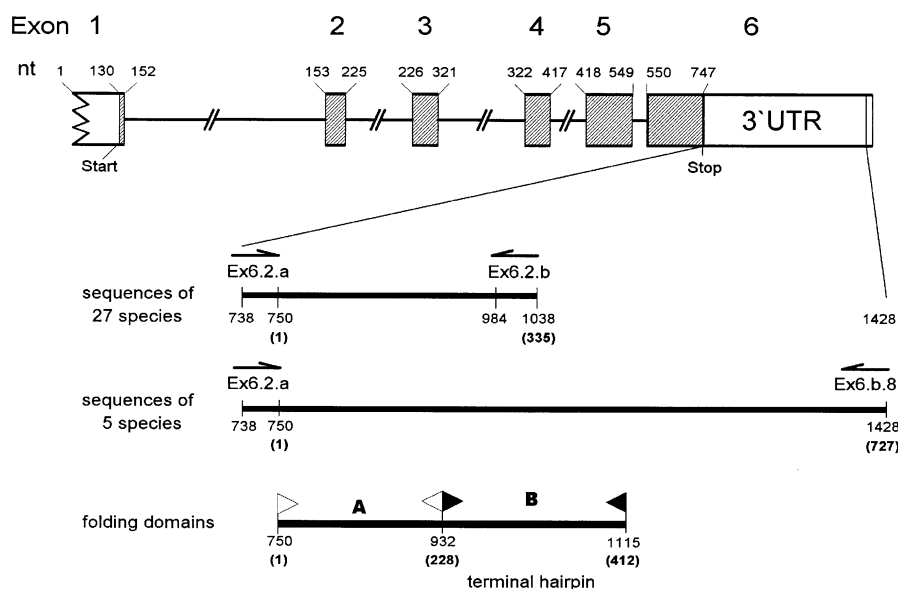 Exon 1 2 3 4 5 6
nt 1 130 152 153 225 226 321 322 417 418 549 550 747
3`UTR
Start Stop
Ex6.2.a Ex6.2.b
sequences of
27 species
738 750 984 1038 1428
(1) (335)
Ex6.2.a Ex6.b.8
sequences of
5 species
738 750 1428
(1) (727)
A B
folding domains
750 932 1115
(1) (228) (412)
terminal hairpin